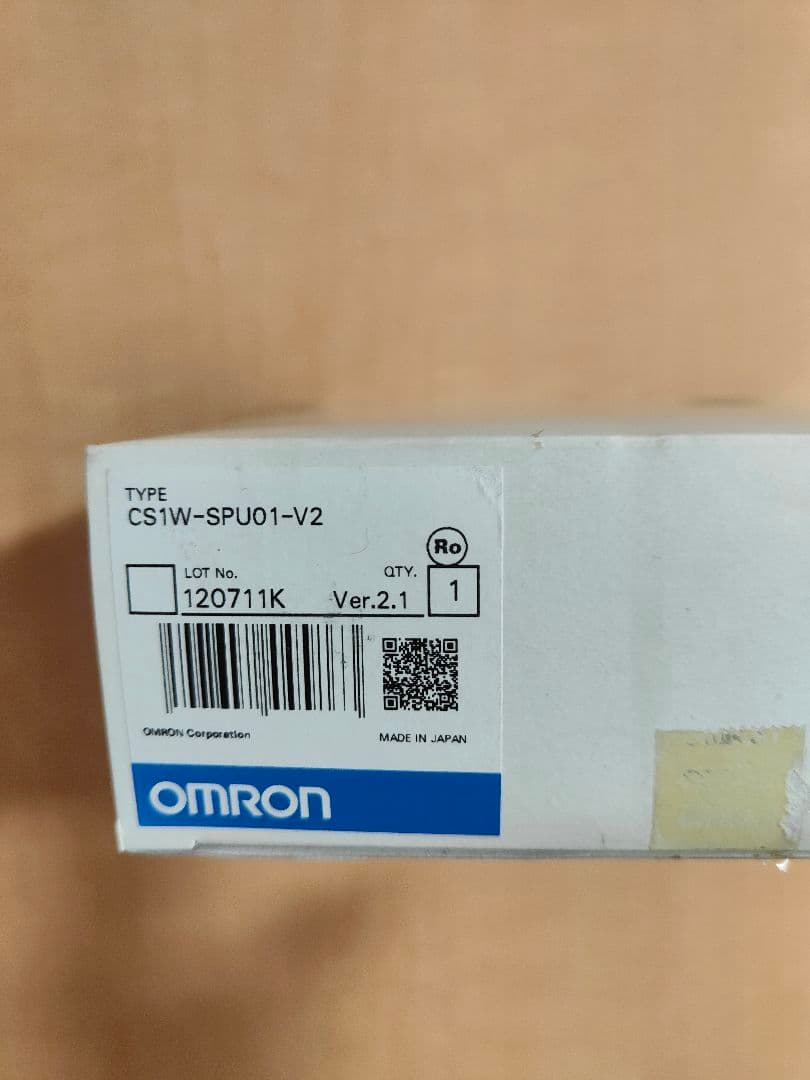 TYPE
CS1W-SPU01-V2
Ro
LOT No. QTY.
120711K Ver.2.1 1
OMRON Corporation MADE IN JAPAN
OMRON